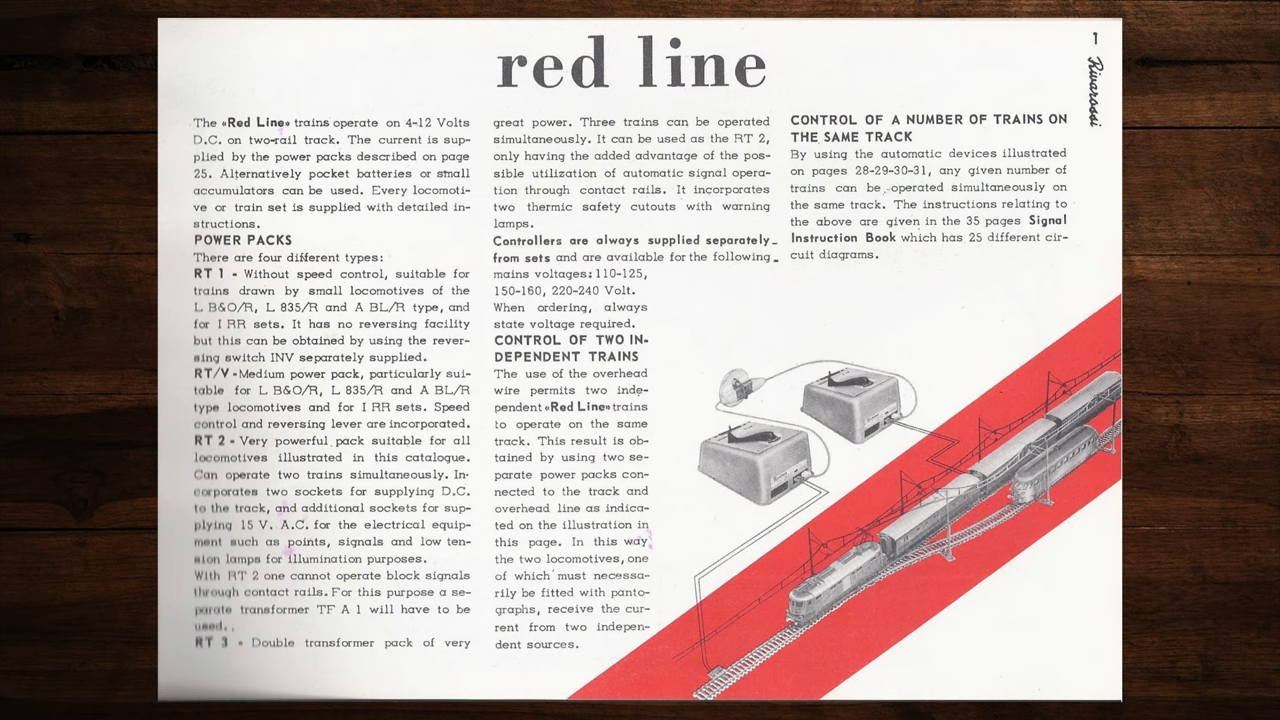 red line
1
Rivarossi
The «Red Line» trains operate on 4-12 Volts
D.C. on two-rail track. The current is sup-
plied by the power packs described on page
25. Alternatively pocket batteries or small
accumulators can be used. Every locomoti-
ve or train set is supplied with detailed in-
structions.
POWER PACKS
There are four different types:
RT 1 - Without speed control, suitable for
trains drawn by small locomotives of the
L B&O/R, L 835/R and A BL/R type, and
for I RR sets. It has no reversing facility
but this can be obtained by using the rever-
sing switch INV separately supplied.
RT/V -Medium power pack, particularly sui-
table for L B&O/R, L 835/R and A BL/R
type locomotives and for I RR sets. Speed
control and reversing lever are incorporated.
RT 2 - Very powerful pack suitable for all
locomotives illustrated in this catalogue.
Can operate two trains simultaneously. In-
corporates two sockets for supplying D.C.
to the track, and additional sockets for sup-
plying 15 V. A.C. for the electrical equip-
ment such as points, signals and low ten-
sion lamps for illumination purposes.
With RT 2 one cannot operate block signals
through contact rails. For this purpose a se-
parate transformer TF A 1 will have to be
used.
RT 3 - Double transformer pack of very
great power. Three trains can be operated
simultaneously. It can be used as the RT 2,
only having the added advantage of the pos-
sible utilization of automatic signal opera-
tion through contact rails. It incorporates
two thermic safety cutouts with warning
lamps.
Controllers are always supplied separately
from sets and are available for the following
mains voltages: 110-125,
150-160, 220-240 Volt.
When ordering, always
state voltage required.
CONTROL OF TWO IN-
DEPENDENT TRAINS
The use of the overhead
wire permits two inde-
pendent «Red Line» trains
to operate on the same
track. This result is ob-
tained by using two se-
parate power packs con-
nected to the track and
overhead line as indica-
ted on the illustration in
this page. In this way
the two locomotives, one
of which must necessa-
rily be fitted with panto-
graphs, receive the cur-
rent from two indepen-
dent sources.
CONTROL OF A NUMBER OF TRAINS ON
THE SAME TRACK
By using the automatic devices illustrated
on pages 28-29-30-31, any given number of
trains can be operated simultaneously on
the same track. The instructions relating to
the above are given in the 35 pages Signal
Instruction Book which has 25 different cir-
cuit diagrams.